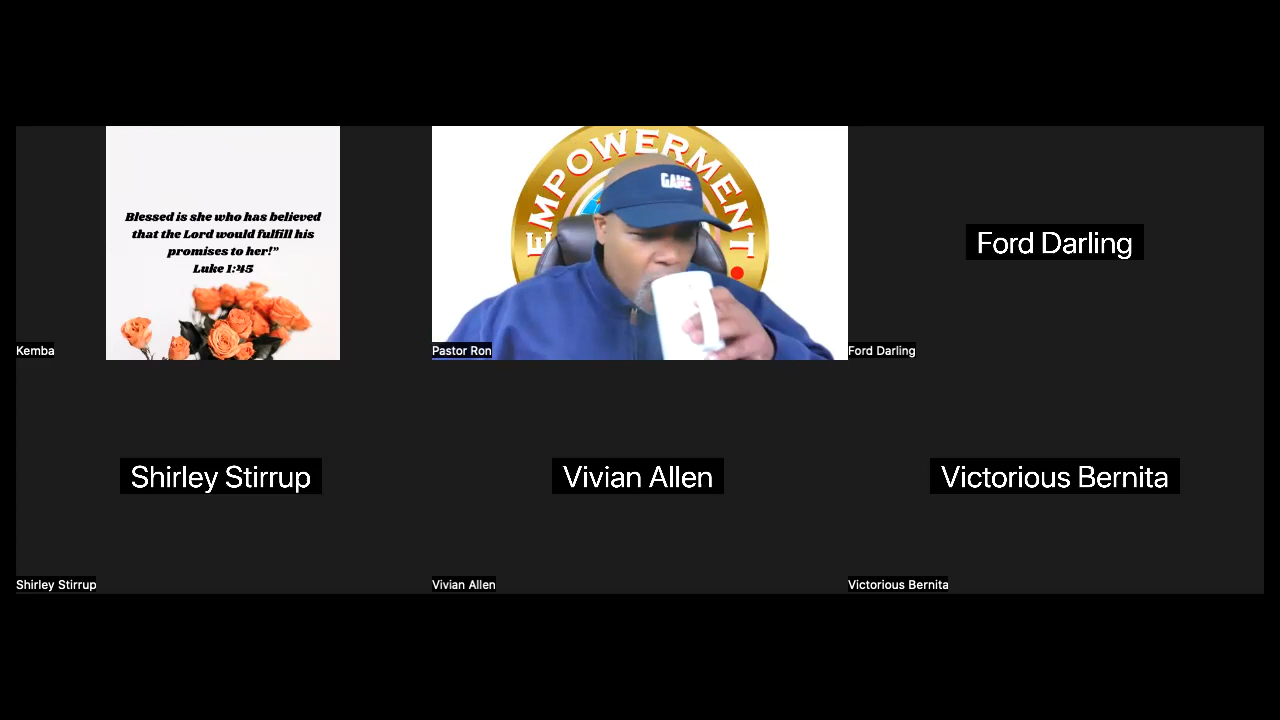 Blessed is she who has believed
that the Lord would fulfill his
promises to her!”
Luke 1:45
Kemba
EMPOWERMENT
GAME
Pastor Ron
Ford Darling
Ford Darling
Shirley Stirrup
Shirley Stirrup
Vivian Allen
Vivian Allen
Victorious Bernita
Victorious Bernita